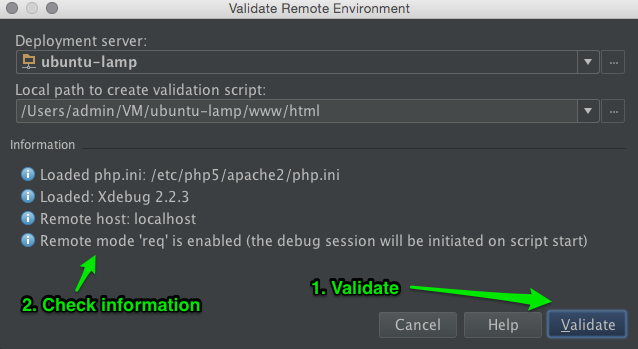 Validate Remote Environment
Deployment server:
ubuntu-lamp
...
Local path to create validation script:
/Users/admin/VM/ubuntu-lamp/www/html
...
Information
Loaded php.ini: /etc/php5/apache2/php.ini
Loaded: Xdebug 2.2.3
Remote host: localhost
Remote mode 'req' is enabled (the debug session will be initiated on script start)
2. Check information
1. Validate
Cancel Help Validate